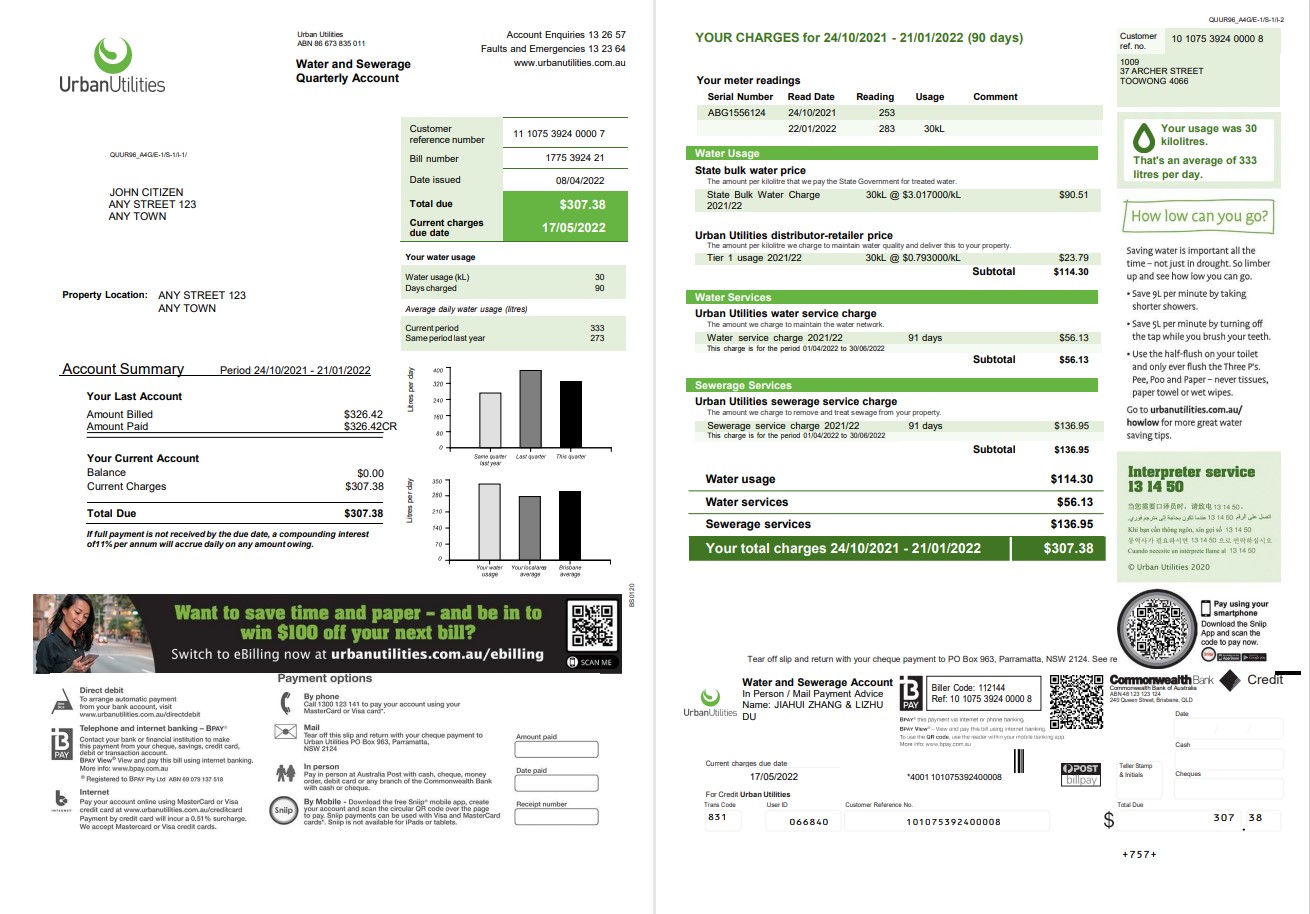 UrbanUtilities
Urban Utilities
ABN 86 673 835 011
Water and Sewerage
Quarterly Account
Account Enquiries 13 26 57
Faults and Emergencies 13 23 64
www.urbanutilities.com.au
QUUR96_A4G/E-1/S-1/I-1/
JOHN CITIZEN
ANY STREET 123
ANY TOWN
Customer reference number 11 1075 3924 0000 7
Bill number 1775 3924 21
Date issued 08/04/2022
Total due $307.38
Current charges due date 17/05/2022
Your water usage
Water usage (kL) 30
Days charged 90
Average daily water usage (litres)
Current period 333
Same period last year 273
Property Location: ANY STREET 123
ANY TOWN
Account Summary Period 24/10/2021 - 21/01/2022
Your Last Account
Amount Billed $326.42
Amount Paid $326.42CR
Your Current Account
Balance $0.00
Current Charges $307.38
Total Due $307.38
If full payment is not received by the due date, a compounding interest
of11% per annum will accrue daily on any amount owing.
Litres per day
400
320
240
160
80
0
Same quarter last year
Last quarter
This quarter
Litres per day
350
280
210
140
70
0
Your water usage
Your local area average
Brisbane average
BS0120
Want to save time and paper – and be in to
win $100 off your next bill?
Switch to eBilling now at urbanutilities.com.au/ebilling
SCAN ME
Payment options
Direct debit
To arrange automatic payment
from your bank account, visit
www.urbanutilities.com.au/directdebit
BPAY
Telephone and internet banking – BPAY®
Contact your bank or financial institution to make
this payment from your cheque, savings, credit card,
debit or transaction account.
BPAY View® View and pay this bill using internet banking.
More info: www.bpay.com.au
® Registered to BPAY Pty Ltd ABN 69 079 137 518
INTERNET
Internet
Pay your account online using MasterCard or Visa
credit card at www.urbanutilities.com.au/creditcard
Payment by credit card will incur a 0.51% surcharge.
We accept Mastercard or Visa credit cards.
By phone
Call 1300 123 141 to pay your account using your
MasterCard or Visa card*.
Mail
Tear off this slip and return with your cheque payment to
Urban Utilities PO Box 963, Parramatta,
NSW 2124
In person
Pay in person at Australia Post with cash, cheque, money
order, debit card or any branch of the Commonwealth Bank
with cash or cheque.
Sniip
By Mobile - Download the free Sniip® mobile app, create
your account and scan the circular QR code over the page
to pay. Sniip payments can be used with Visa and MasterCard
cards*. Sniip is not available for iPads or tablets.
Amount paid
Date paid
Receipt number
QUUR96_A4G/E-1/S-1/I-2
YOUR CHARGES for 24/10/2021 - 21/01/2022 (90 days)
Customer ref. no. 10 1075 3924 0000 8
1009
37 ARCHER STREET
TOOWONG 4066
Your meter readings
Serial Number Read Date Reading Usage Comment
ABG1556124 24/10/2021 253
22/01/2022 283 30kL
Water Usage
State bulk water price
The amount per kilolitre that we pay the State Government for treated water.
State Bulk Water Charge 2021/22 30kL @ $3.017000/kL $90.51
Urban Utilities distributor-retailer price
The amount per kilolitre we charge to maintain water quality and deliver this to your property.
Tier 1 usage 2021/22 30kL @ $0.793000/kL $23.79
Subtotal $114.30
Water Services
Urban Utilities water service charge
The amount we charge to maintain the water network.
Water service charge 2021/22 91 days $56.13
This charge is for the period 01/04/2022 to 30/06/2022
Subtotal $56.13
Sewerage Services
Urban Utilities sewerage service charge
The amount we charge to remove and treat sewage from your property.
Sewerage service charge 2021/22 91 days $136.95
This charge is for the period 01/04/2022 to 30/06/2022
Subtotal $136.95
Water usage $114.30
Water services $56.13
Sewerage services $136.95
Your total charges 24/10/2021 - 21/01/2022 $307.38
Your usage was 30
kilolitres.
That's an average of 333
litres per day.
How low can you go?
Saving water is important all the
time – not just in drought. So limber
up and see how low you can go.
• Save 9L per minute by taking
shorter showers.
• Save 5L per minute by turning off
the tap while you brush your teeth.
• Use the half-flush on your toilet
and only ever flush the Three P's.
Pee, Poo and Paper – never tissues,
paper towel or wet wipes.
Go to urbanutilities.com.au/
howlow for more great water
saving tips.
Interpreter service
13 14 50
当您需要口译员时，请致电 13 14 50。
اتصل على الرقم 13 14 50 عندما تكون بحاجة إلى مترجم فوري.
Khi bạn cần thông ngôn, xin gọi số 13 14 50
통역사가 필요하시면 13 14 50 으로 연락하십시오
Cuando necesite un intérprete llame al 13 14 50
© Urban Utilities 2020
Pay using your
smartphone
Download the Sniip
App and scan the
code to pay now.
Sniip
Tear off slip and return with your cheque payment to PO Box 963, Parramatta, NSW 2124. See re
UrbanUtilities
Water and Sewerage Account
In Person / Mail Payment Advice
Name: JIAHUI ZHANG & LIZHU
DU
BPAY
Biller Code: 112144
Ref: 10 1075 3924 0000 8
BPAY® this payment via Internet or phone banking.
BPAY View® – View and pay this bill using internet banking.
To use the QR code, use the reader within your mobile banking app.
More info: www.bpay.com.au
CommonwealthBank Credit
Commonwealth Bank of Australia
ABN 48 123 123 124
240 Queen Street, Brisbane, QLD
Date
Cash
Cheques
Teller Stamp
& Initials
Current charges due date
17/05/2022
*4001 101075392400008
POST
billpay
For Credit Urban Utilities
Trans Code User ID Customer Reference No. Total Due
831 066840 101075392400008 $ 307 . 38
+757+